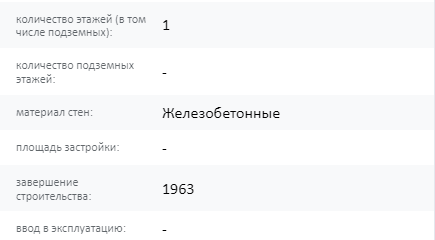 количество этажей (в том
числе подземных):
1
количество подземных
этажей:
-
материал стен:
Железобетонные
площадь застройки:
-
завершение
строительства:
1963
ввод в эксплуатацию:
-